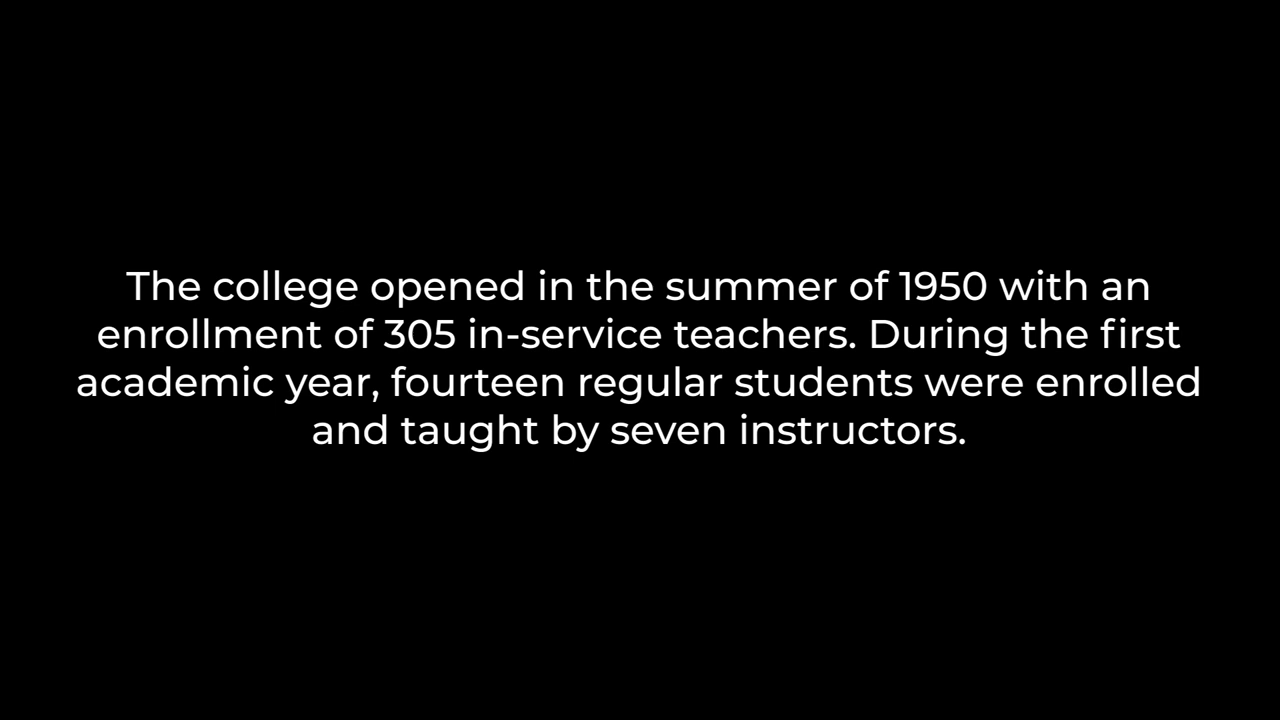 The college opened in the summer of 1950 with an
enrollment of 305 in-service teachers. During the first
academic year, fourteen regular students were enrolled
and taught by seven instructors.